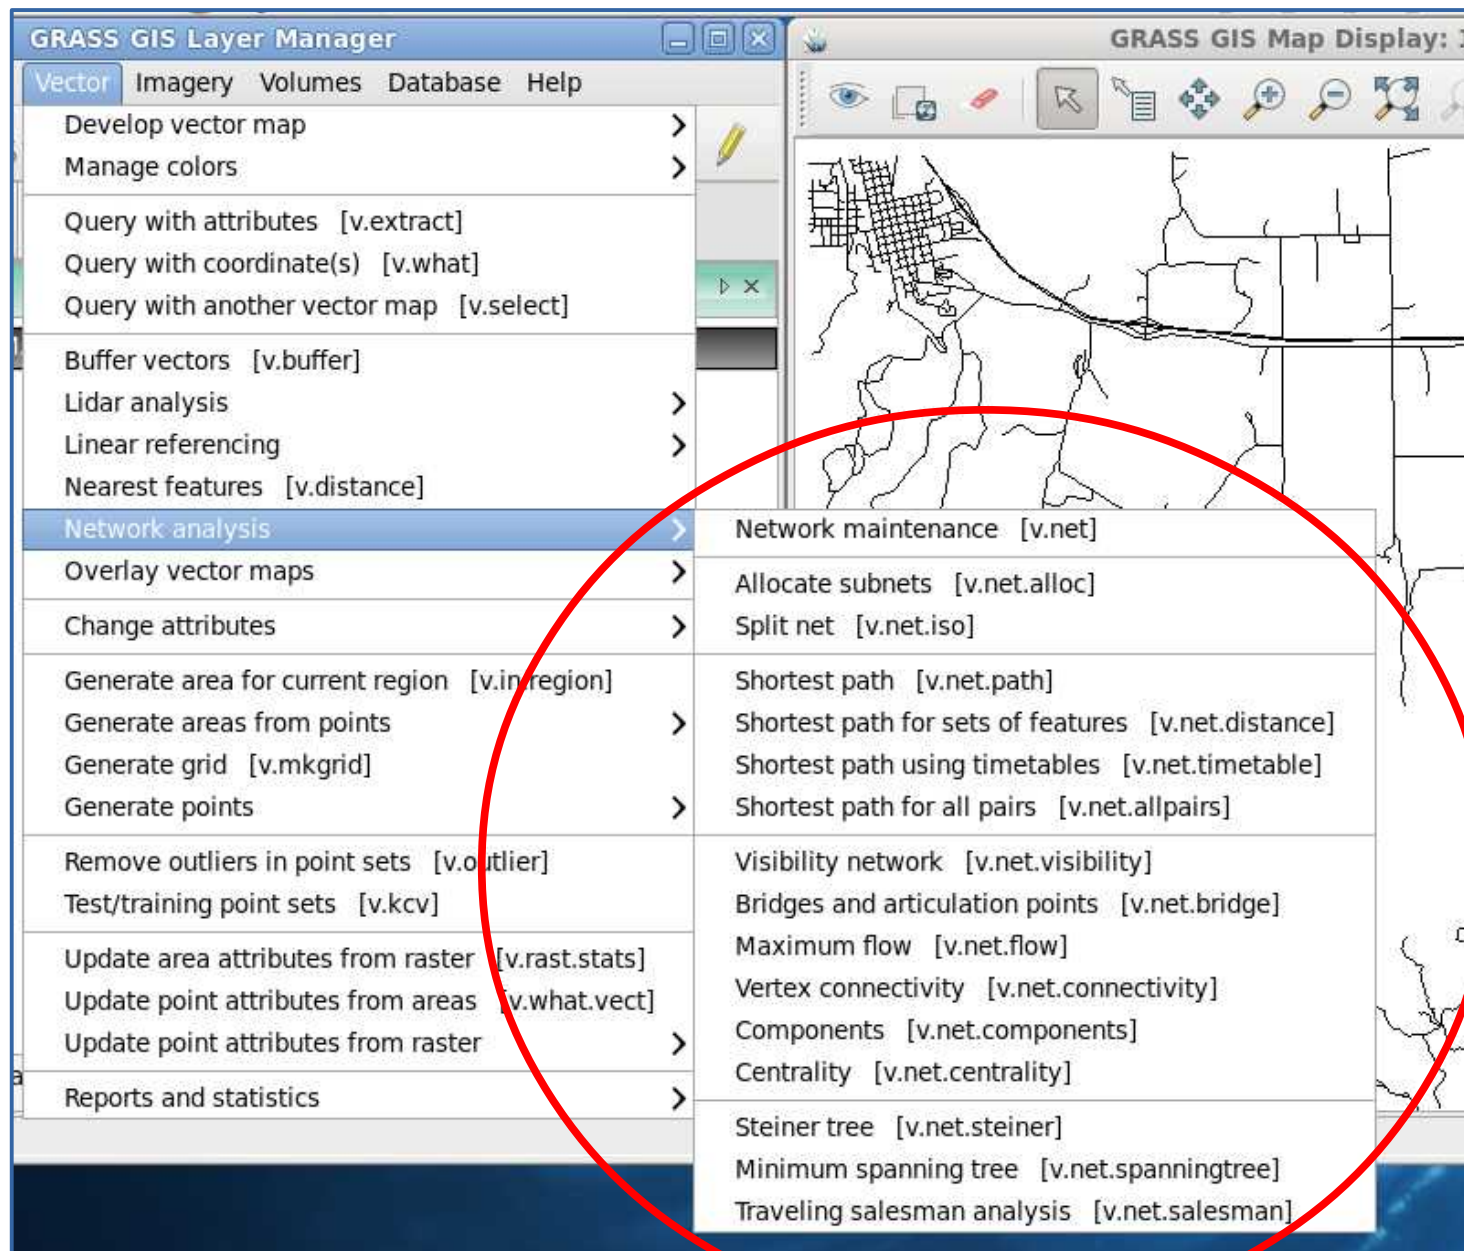 GRASS GIS Layer Manager
GRASS GIS Map Display:
Vector Imagery Volumes Database Help
Develop vector map
Manage colors
Query with attributes [v.extract]
Query with coordinate(s) [v.what]
Query with another vector map [v.select]
Buffer vectors [v.buffer]
Lidar analysis
Linear referencing
Nearest features [v.distance]
Network analysis
Overlay vector maps
Change attributes
Generate area for current region [v.in.region]
Generate areas from points
Generate grid [v.mkgrid]
Generate points
Remove outliers in point sets [v.outlier]
Test/training point sets [v.kcv]
Update area attributes from raster [v.rast.stats]
Update point attributes from areas [v.what.vect]
Update point attributes from raster
Reports and statistics
Network maintenance [v.net]
Allocate subnets [v.net.alloc]
Split net [v.net.iso]
Shortest path [v.net.path]
Shortest path for sets of features [v.net.distance]
Shortest path using timetables [v.net.timetable]
Shortest path for all pairs [v.net.allpairs]
Visibility network [v.net.visibility]
Bridges and articulation points [v.net.bridge]
Maximum flow [v.net.flow]
Vertex connectivity [v.net.connectivity]
Components [v.net.components]
Centrality [v.net.centrality]
Steiner tree [v.net.steiner]
Minimum spanning tree [v.net.spanningtree]
Traveling salesman analysis [v.net.salesman]